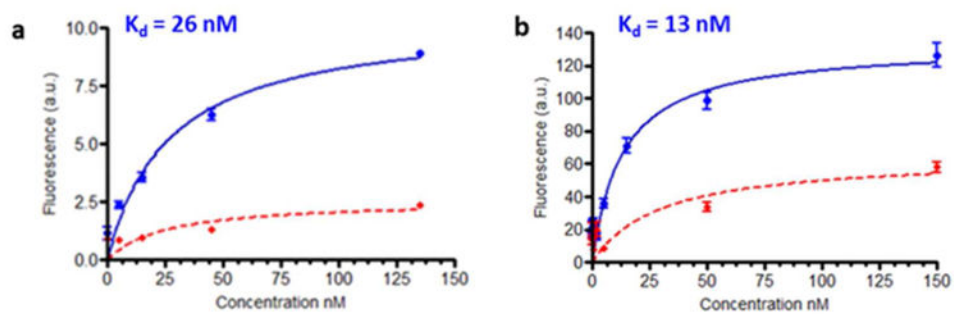 a
K_d = 26 nM
10.0
7.5
5.0
2.5
0.0
Fluorescence (a.u.)
0 25 50 75 100 125 150
Concentration nM
b
K_d = 13 nM
140
120
100
80
60
40
20
0
Fluorescence (a.u.)
0 25 50 75 100 125 150
Concentration nM